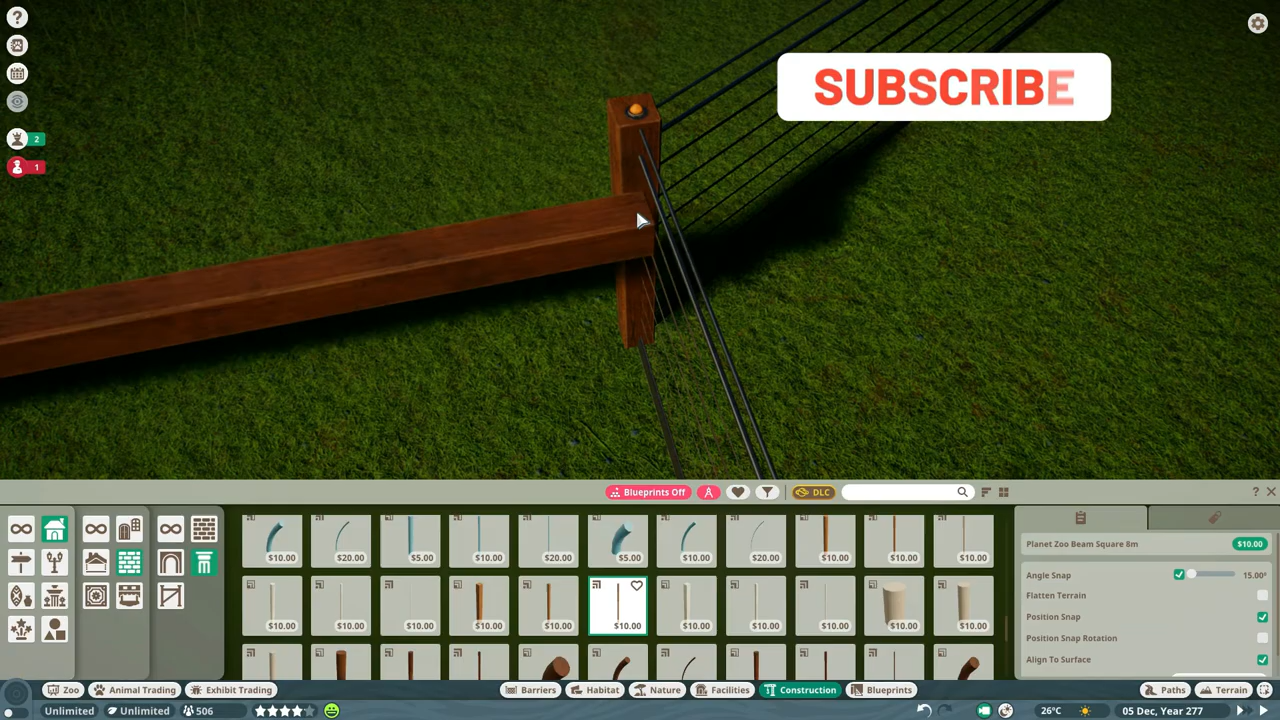 ?
SUBSCRIBE
2
1
Blueprints Off
DLC
? ×
$10.00 $20.00 $5.00 $10.00 $20.00 $5.00 $10.00 $20.00 $10.00 $10.00 $10.00
Planet Zoo Beam Square 8m $10.00
Angle Snap 15.00°
Flatten Terrain
$10.00 $10.00 $10.00 $10.00 $10.00 $10.00 $10.00 $10.00 $10.00 $10.00 $10.00
Position Snap
Position Snap Rotation
Align To Surface
Zoo Animal Trading Exhibit Trading Barriers Habitat Nature Facilities Construction Blueprints Paths Terrain
Unlimited Unlimited 506 26°C 05 Dec, Year 277